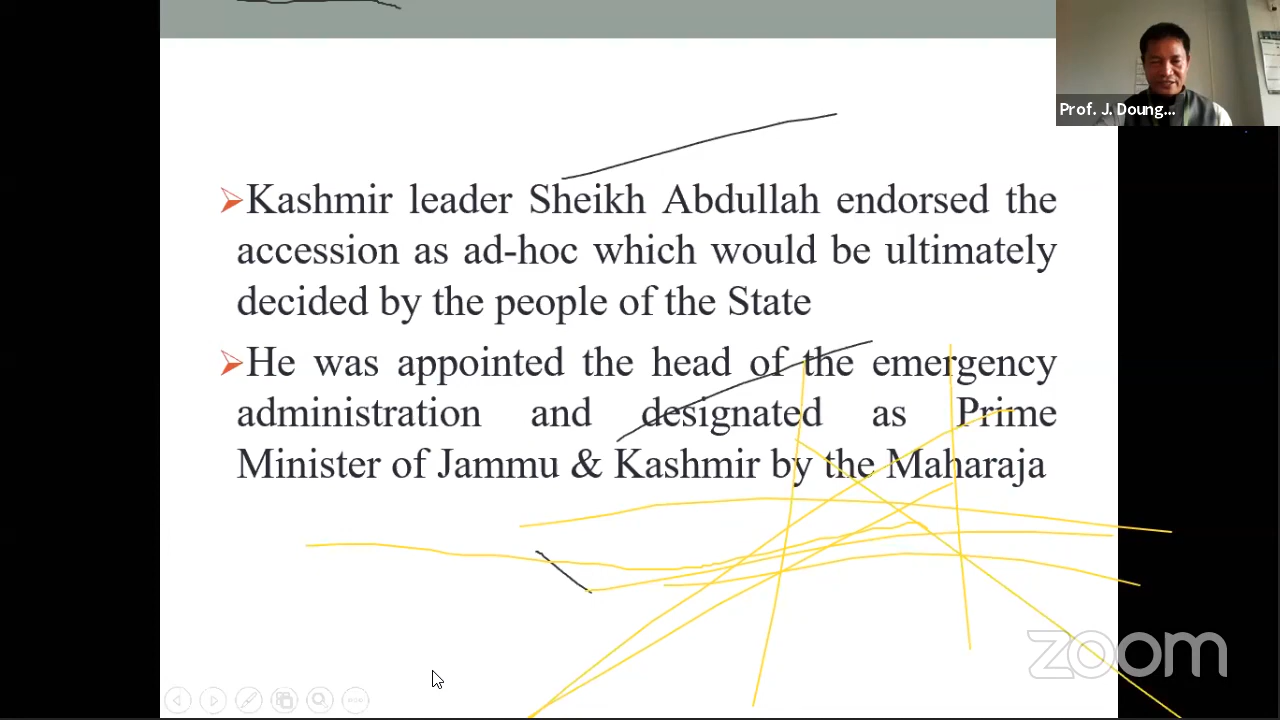 Prof. J. Doung...
Kashmir leader Sheikh Abdullah endorsed the
accession as ad-hoc which would be ultimately
decided by the people of the State
He was appointed the head of the emergency
administration and designated as Prime
Minister of Jammu & Kashmir by the Maharaja
zoom